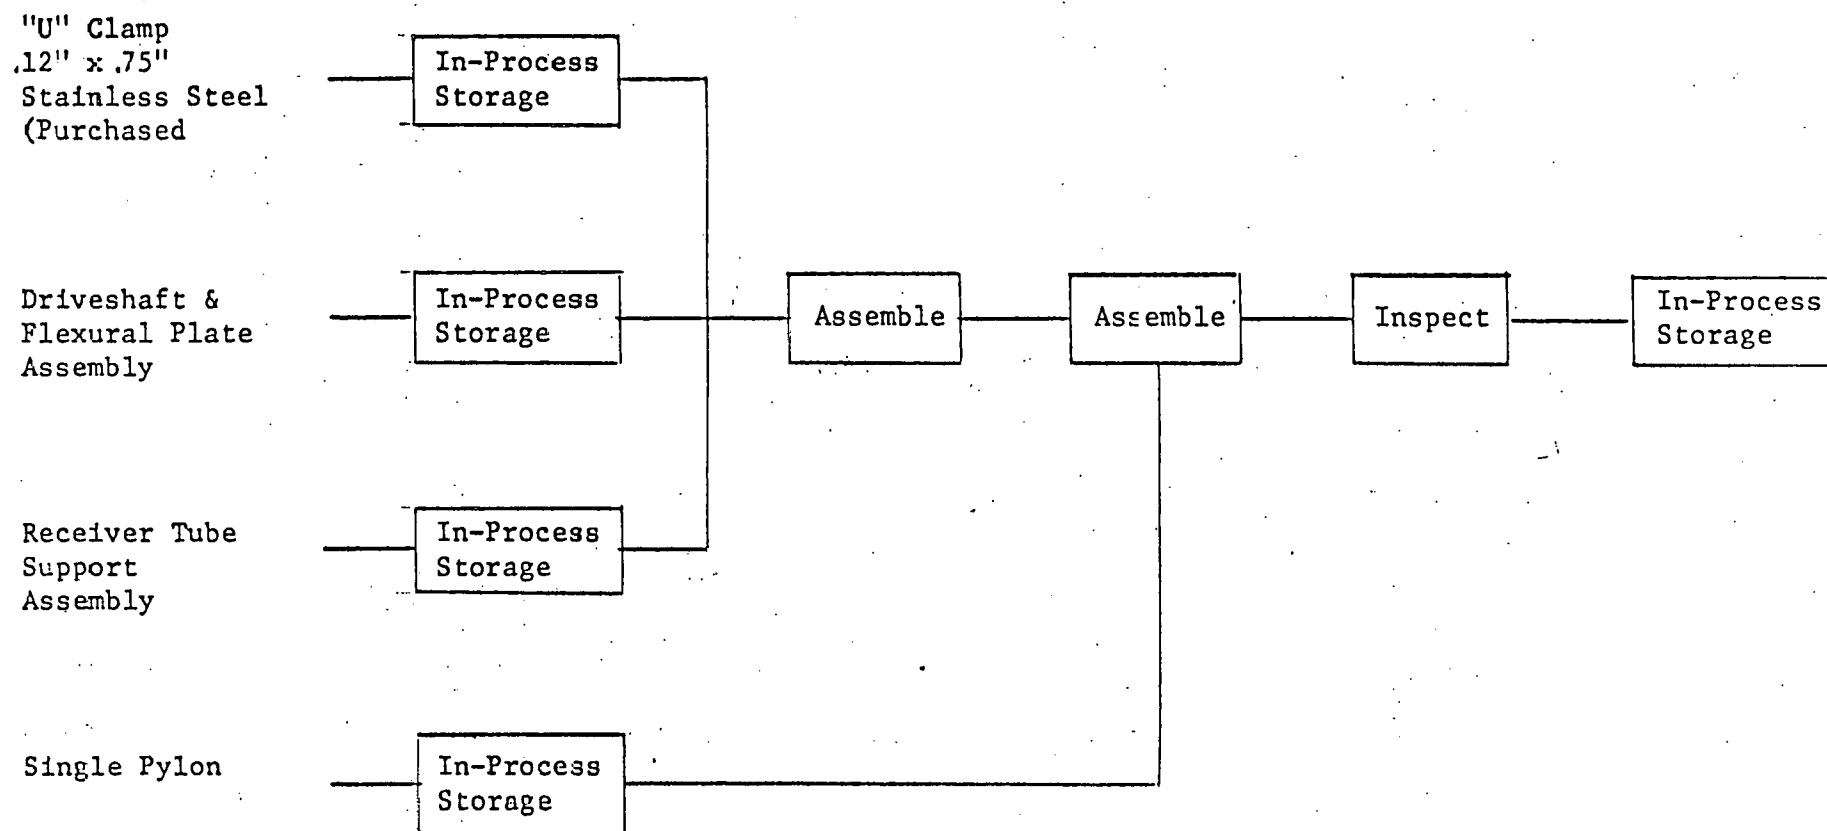 "U" Clamp
.12" x .75"
Stainless Steel
(Purchased
In-Process
Storage
Driveshaft &
Flexural Plate
Assembly
In-Process
Storage
Assemble
Assemble
Inspect
In-Process
Storage
Receiver Tube
Support
Assembly
In-Process
Storage
Single Pylon
In-Process
Storage